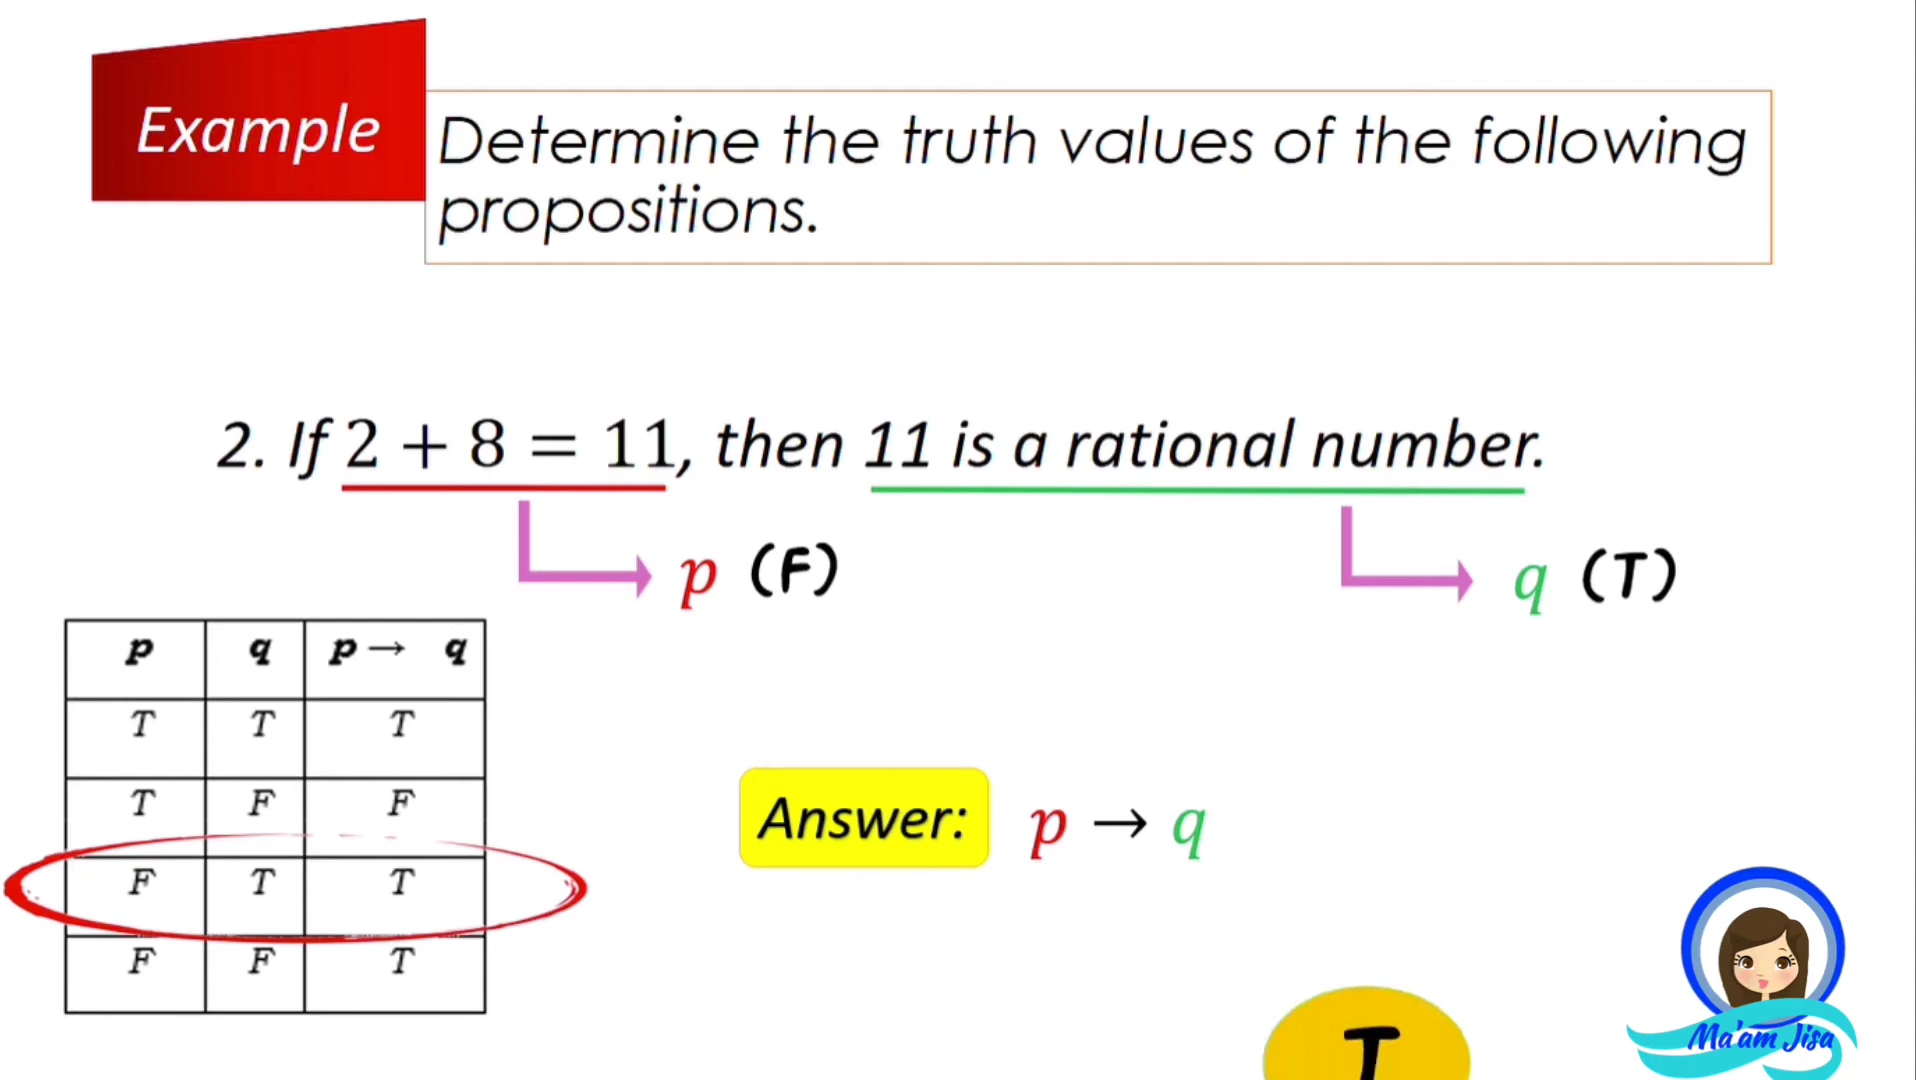 Example
Determine the truth values of the following
propositions.
2. If 2 + 8 = 11, then 11 is a rational number.
p (F)
q (T)
p q p → q
T T T
T F F
F T T
F F T
Answer: p → q
T
Ma'am Jisa